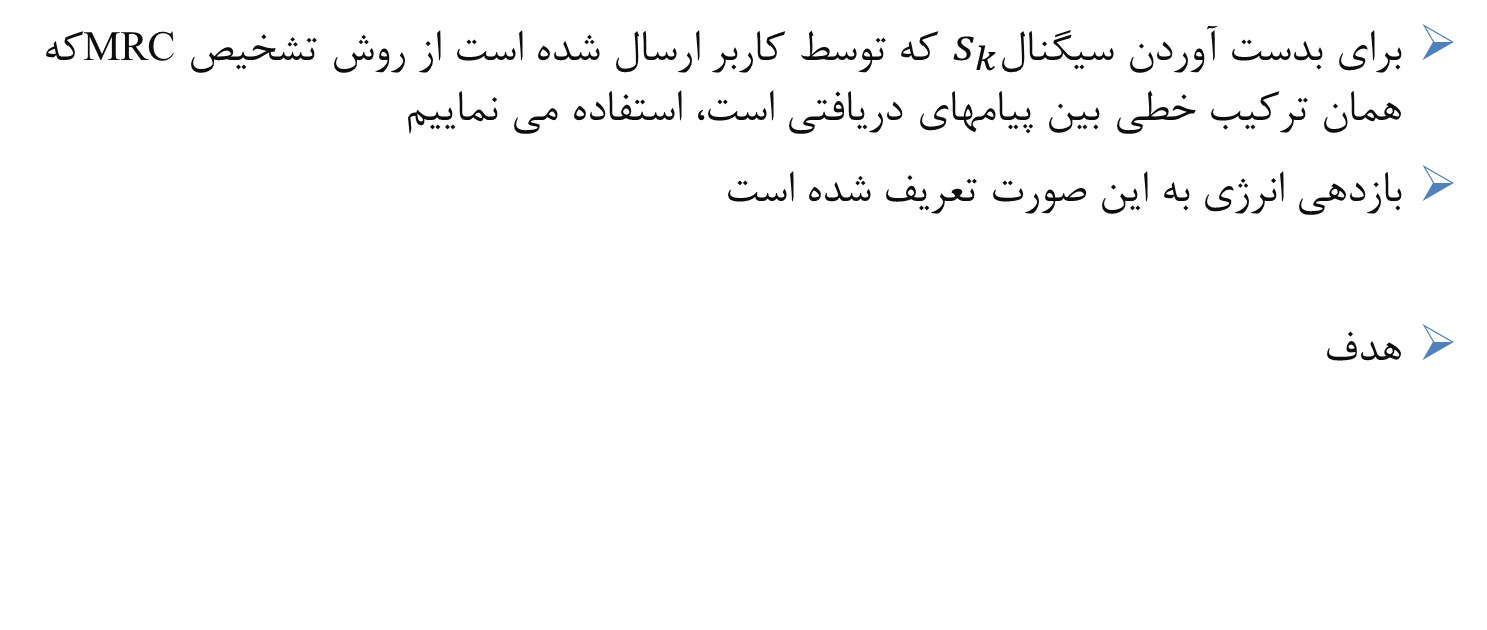 برای بدست آوردن سیگنال s_k که توسط کاربر ارسال شده است از روش تشخیص MRC که
همان ترکیب خطی بین پیامهای دریافتی است، استفاده می نماییم
بازدهی انرژی به این صورت تعریف شده است
هدف